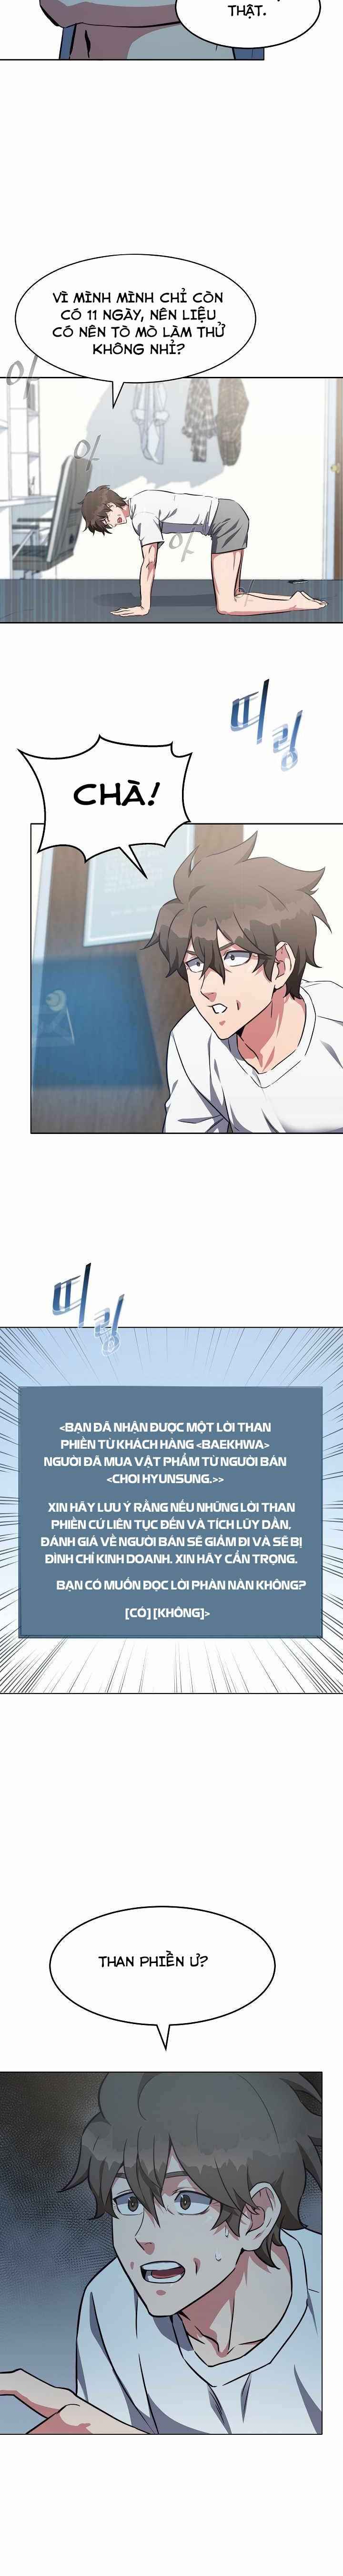 THẬT.
VÌ MÌNH MÌNH CHỈ CÒN
CÓ 11 NGÀY, NÊN LIỆU
CÓ NÊN TÒ MÒ LÀM THỬ
KHÔNG NHỈ?
아
아
아
띠링
CHÀ!
띠링
<BẠN ĐÃ NHẬN ĐƯỢC MỘT LỜI THAN
PHIỀN TỪ KHÁCH HÀNG <BAEKHWA>
NGƯỜI ĐÃ MUA VẬT PHẨM TỪ NGƯỜI BÁN
<CHOI HYUNSUNG.>>
XIN HÃY LƯU Ý RẰNG NẾU NHỮNG LỜI THAN
PHIỀN CỨ LIÊN TỤC ĐẾN VÀ TÍCH LŨY DẦN,
ĐÁNH GIÁ VỀ NGƯỜI BÁN SẼ GIẢM ĐI VÀ SẼ BỊ
ĐÌNH CHỈ KINH DOANH. XIN HÃY CẨN TRỌNG.
BẠN CÓ MUỐN ĐỌC LỜI PHÀN NÀN KHÔNG?
[CÓ] [KHÔNG]>
THAN PHIỀN Ư?